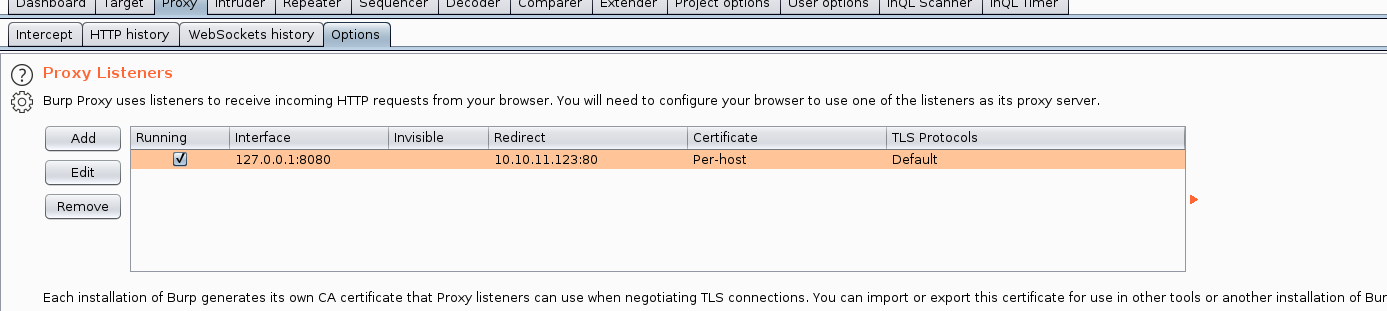 Dashboard Target Proxy Intruder Repeater Sequencer Decoder Comparer Extender Project options User options InQL Scanner InQL Timer
Intercept HTTP history WebSockets history Options
? Proxy Listeners
Burp Proxy uses listeners to receive incoming HTTP requests from your browser. You will need to configure your browser to use one of the listeners as its proxy server.
Add Running Interface Invisible Redirect Certificate TLS Protocols
127.0.0.1:8080 10.10.11.123:80 Per-host Default
Edit
Remove
Each installation of Burp generates its own CA certificate that Proxy listeners can use when negotiating TLS connections. You can import or export this certificate for use in other tools or another installation of Bur